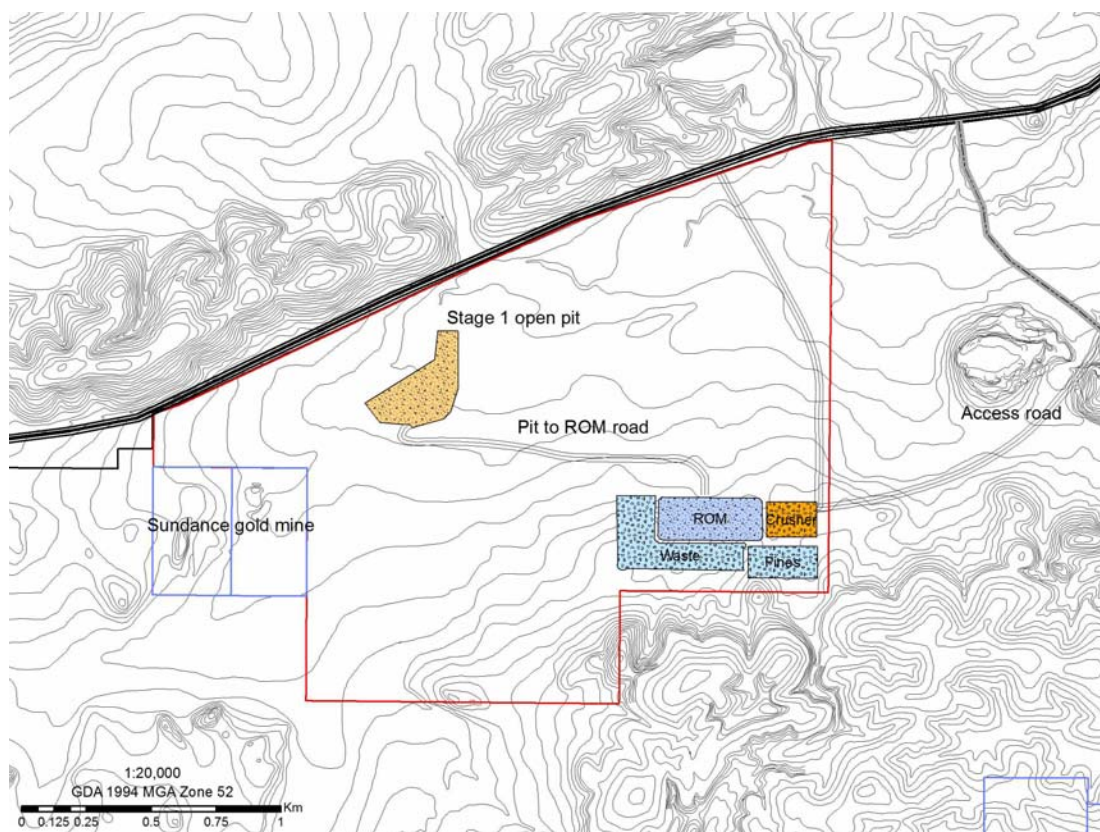 Stage 1 open pit
Pit to ROM road
Access road
Sundance gold mine
ROM
Crusher
Waste
Pines
1:20,000
GDA 1994 MGA Zone 52
Km
0 0.125 0.25 0.5 0.75 1